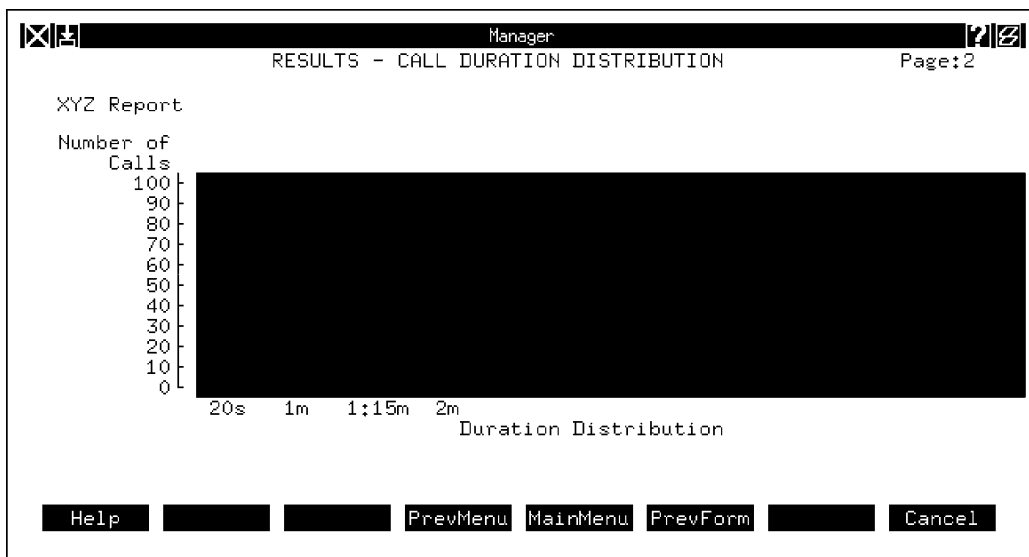 Manager
RESULTS - CALL DURATION DISTRIBUTION Page:2
XYZ Report
Number of
Calls
100
90
80
70
60
50
40
30
20
10
0
20s 1m 1:15m 2m
Duration Distribution
Help PrevMenu MainMenu PrevForm Cancel